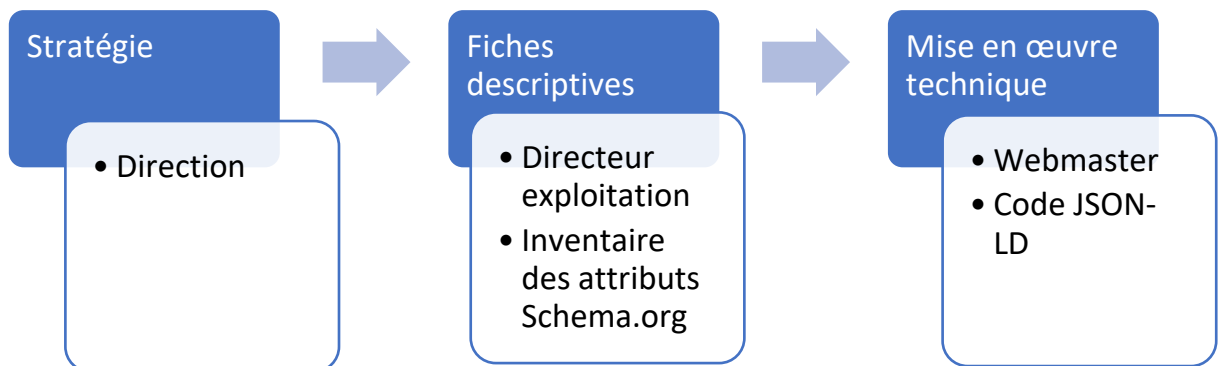 Stratégie
• Direction
Fiches
descriptives
• Directeur
exploitation
• Inventaire
des attributs
Schema.org
Mise en œuvre
technique
• Webmaster
• Code JSON-
LD